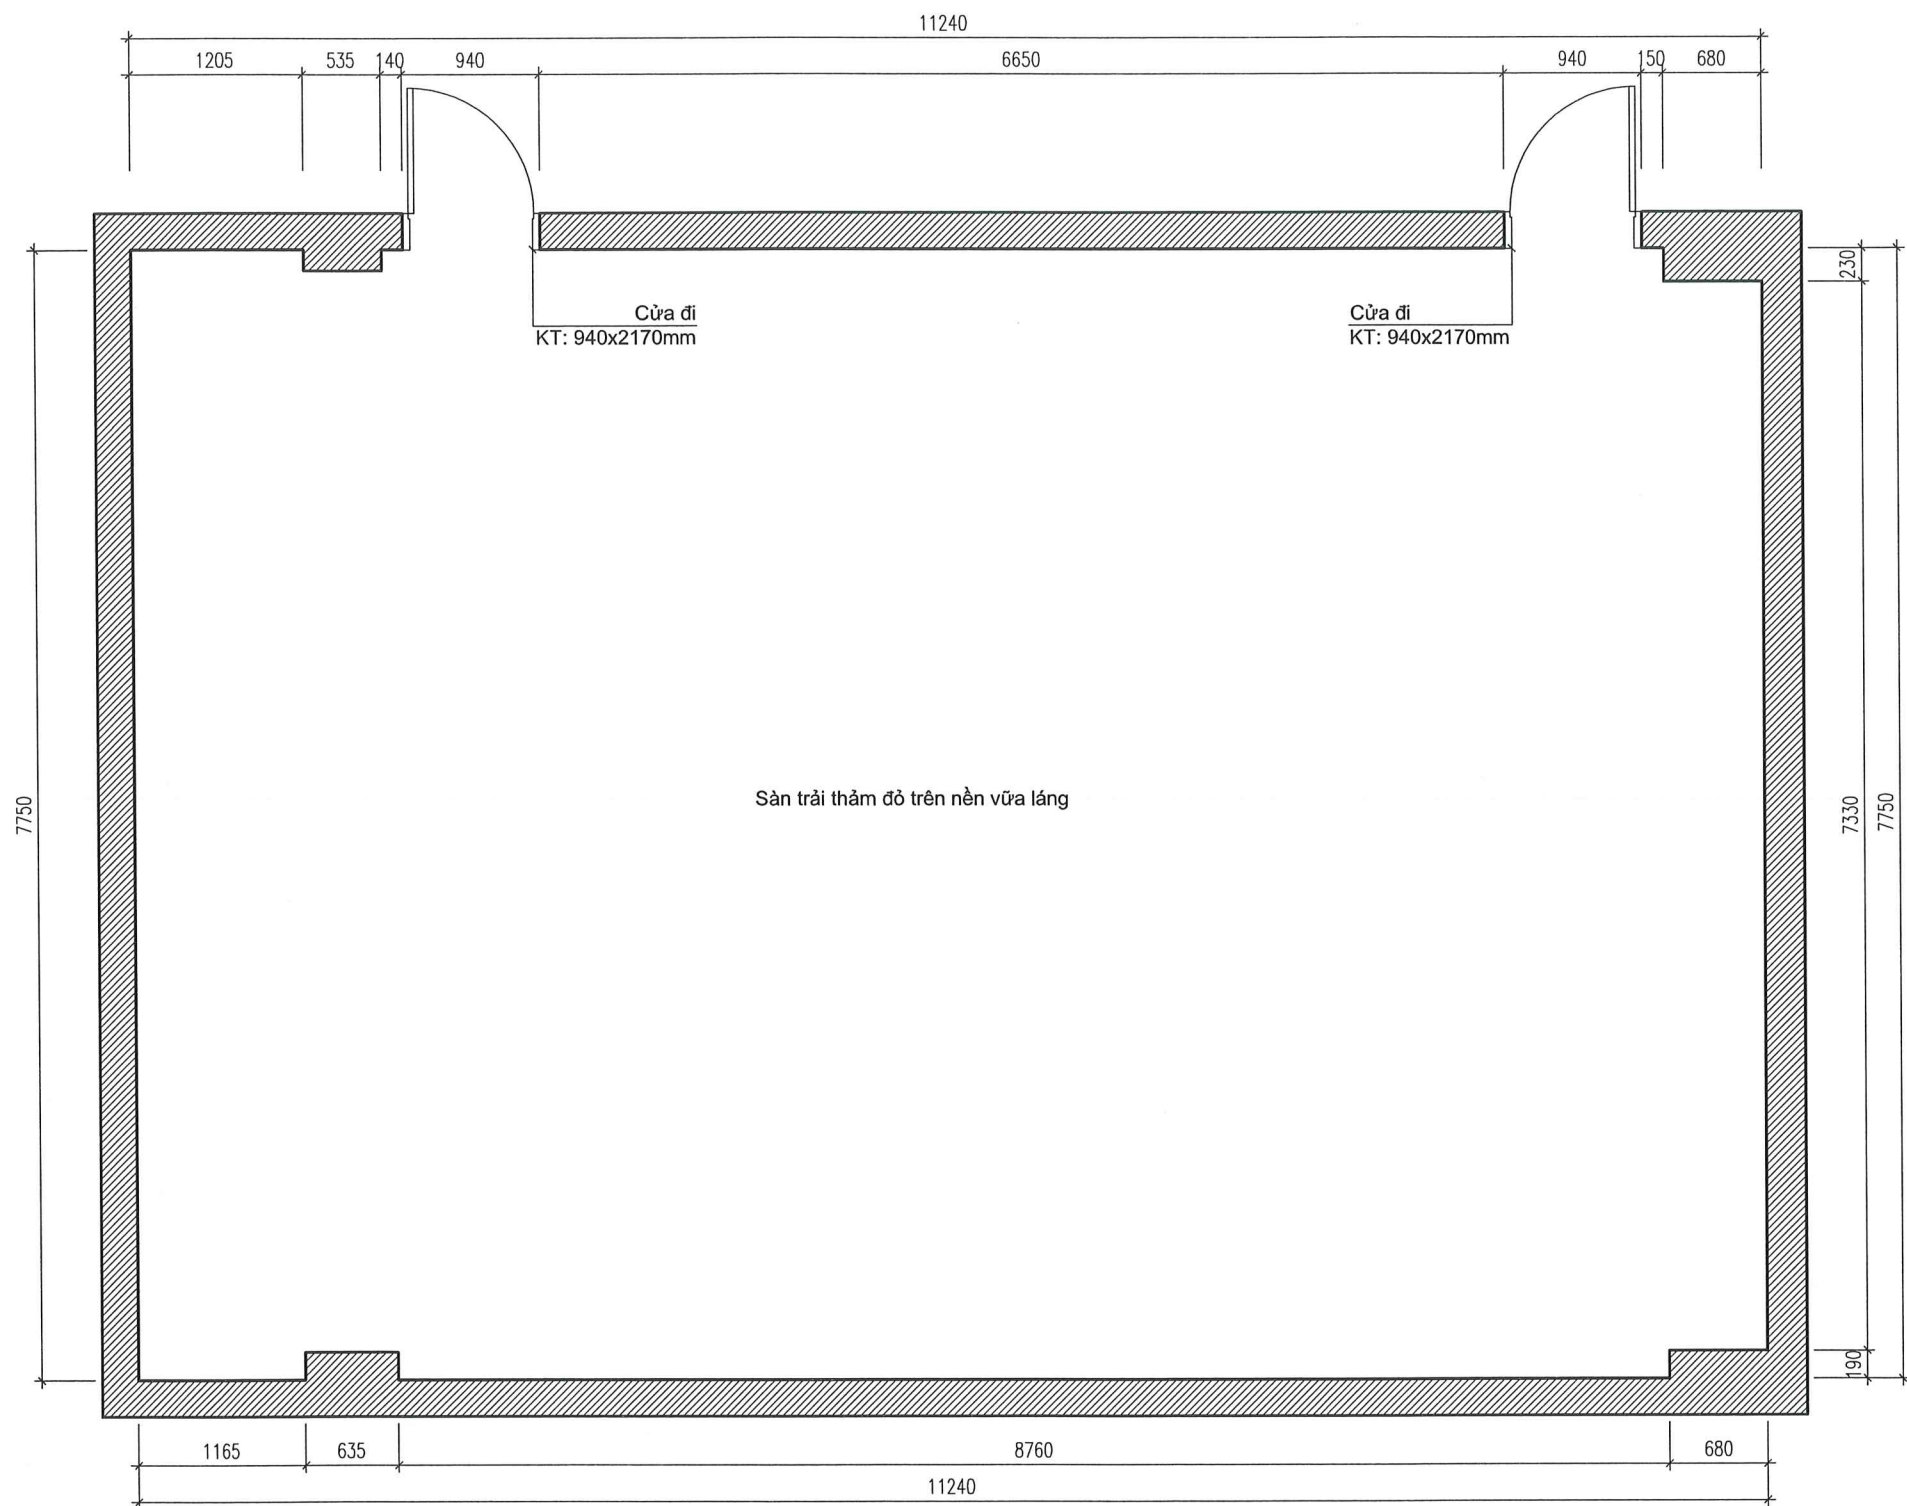 11240
1205 535 140 940 6650 940 150 680
230
Cửa đi
KT: 940x2170mm
Cửa đi
KT: 940x2170mm
7750
Sàn trải thảm đỏ trên nền vữa láng
7330
7750
190
1165 635 8760 680
11240